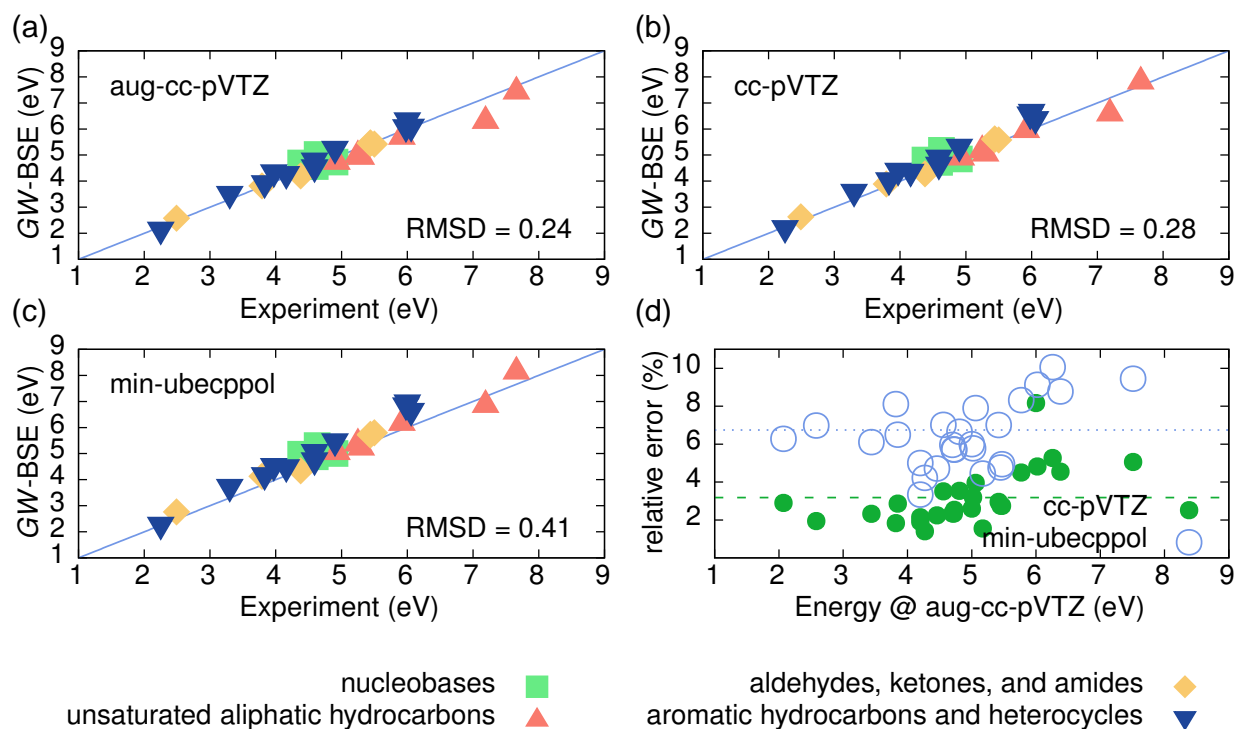 (a)
9
8
7
6
5
4
3
2
1
GW-BSE (eV)
aug-cc-pVTZ
RMSD = 0.24
1 2 3 4 5 6 7 8 9
Experiment (eV)
(b)
9
8
7
6
5
4
3
2
1
GW-BSE (eV)
cc-pVTZ
RMSD = 0.28
1 2 3 4 5 6 7 8 9
Experiment (eV)
(c)
9
8
7
6
5
4
3
2
1
GW-BSE (eV)
min-ubecppol
RMSD = 0.41
1 2 3 4 5 6 7 8 9
Experiment (eV)
(d)
10
8
6
4
2
relative error (%)
cc-pVTZ
min-ubecppol
1 2 3 4 5 6 7 8 9
Energy @ aug-cc-pVTZ (eV)
nucleobases
unsaturated aliphatic hydrocarbons
aldehydes, ketones, and amides
aromatic hydrocarbons and heterocycles